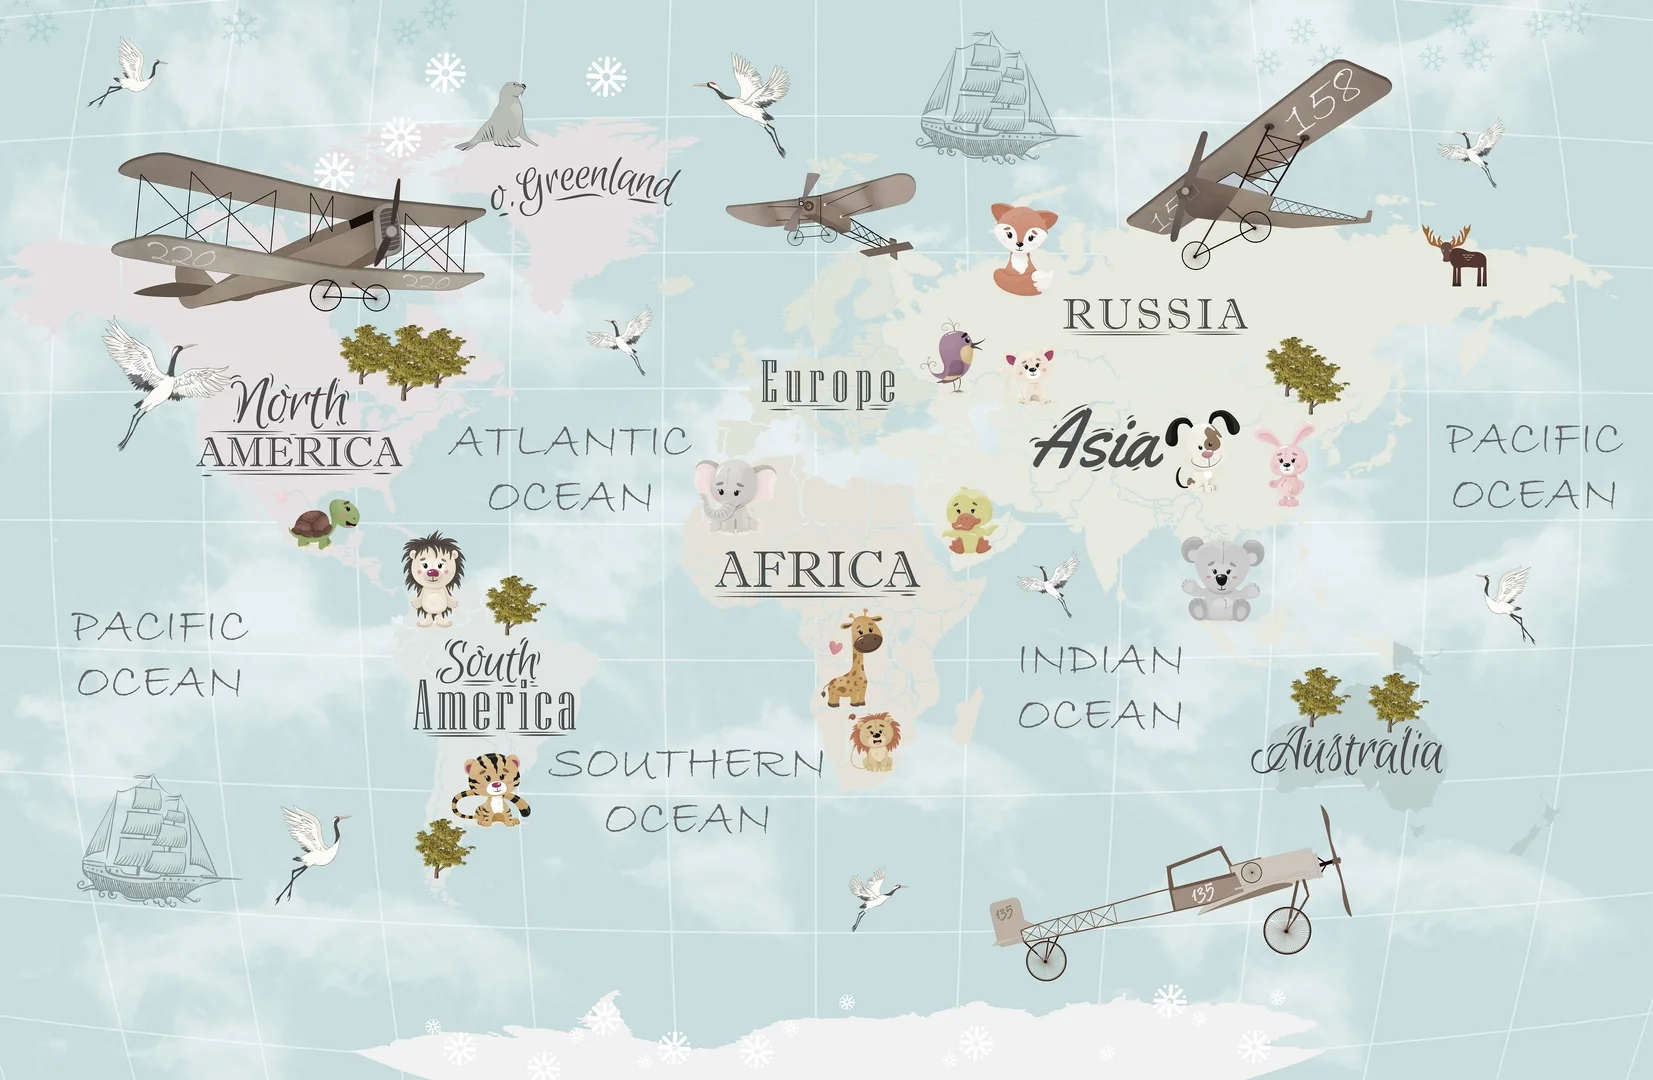 158
15
o. Greenland
220
220
RUSSIA
Europe
North
AMERICA
ATLANTIC
OCEAN
Asia
PACIFIC
OCEAN
AFRICA
PACIFIC
OCEAN
South
America
INDIAN
OCEAN
SOUTHERN
OCEAN
Australia
135
135